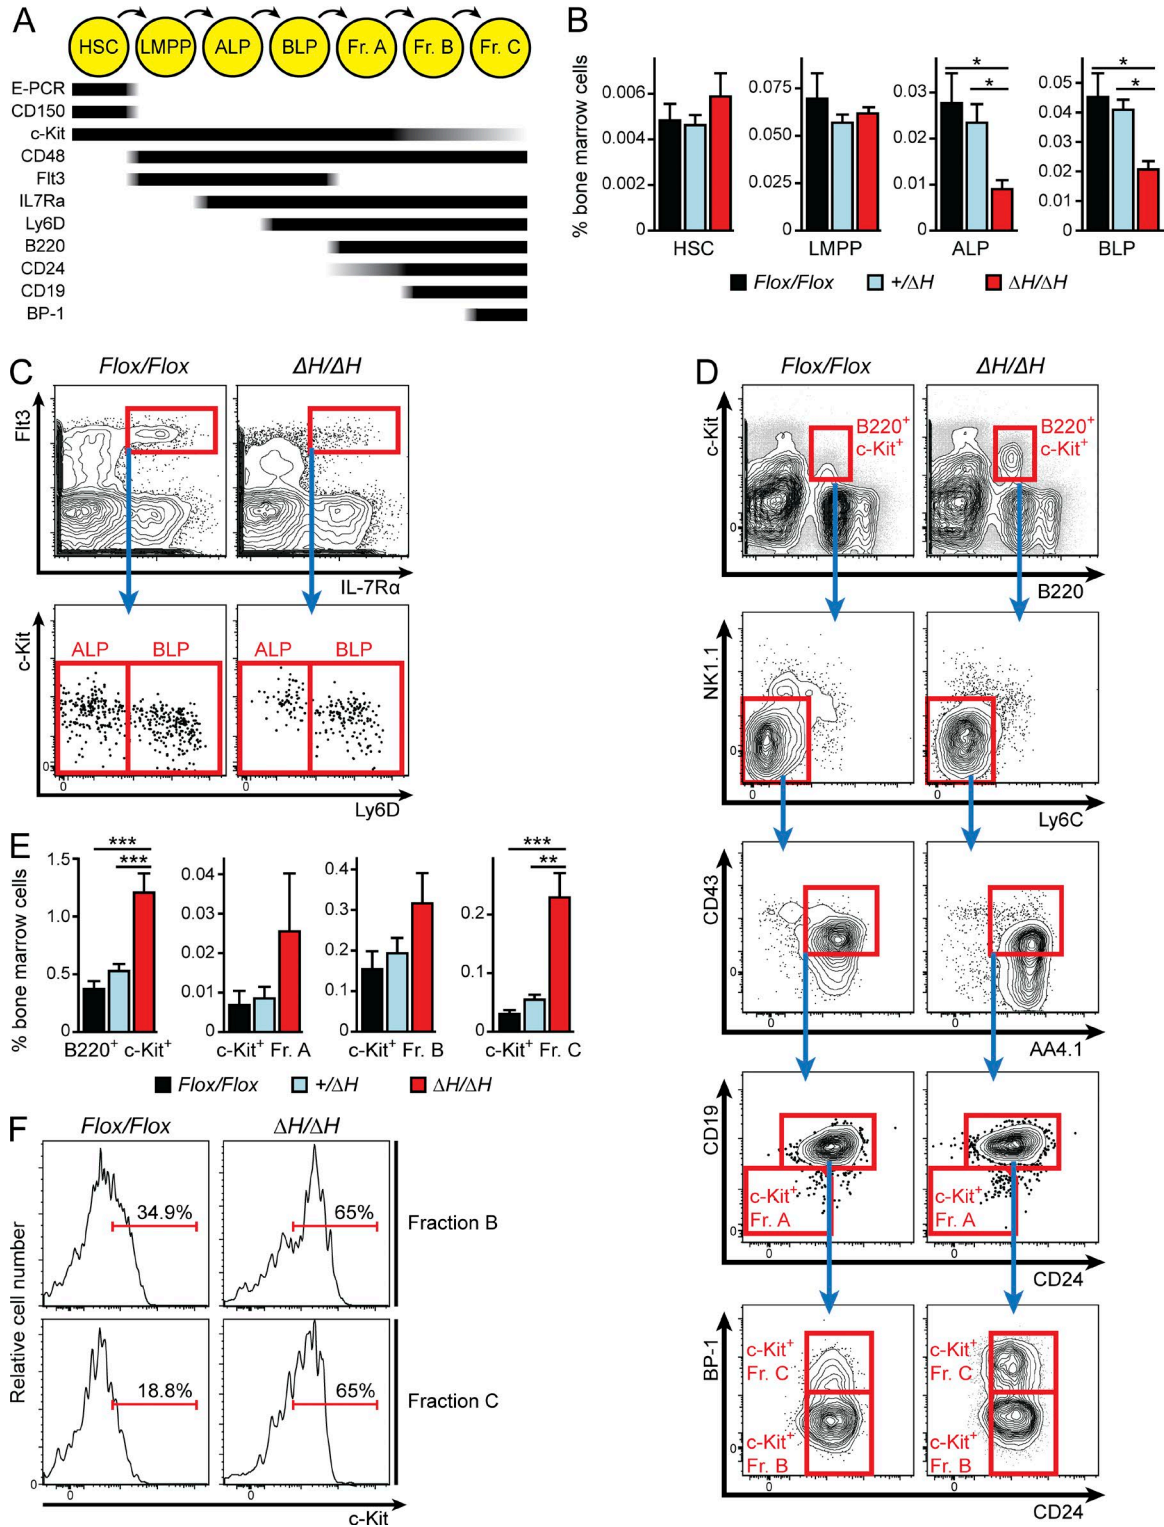 A
HSC LMPP ALP BLP Fr. A Fr. B Fr. C
E-PCR
CD150
c-Kit
CD48
Flt3
IL7Ra
Ly6D
B220
CD24
CD19
BP-1
B
% bone marrow cells
0.006
0.004
0.002
0
HSC
0.075
0.050
0.025
0
LMPP
* *
0.03
0.02
0.01
0
ALP
* *
0.05
0.04
0.03
0.02
0.01
0
BLP
Flox/Flox +/ΔH ΔH/ΔH
C
Flox/Flox ΔH/ΔH
Flt3
IL-7Rα
c-Kit
ALP BLP ALP BLP
0
0 0
Ly6D
D
Flox/Flox ΔH/ΔH
c-Kit
B220+
c-Kit+
B220+
c-Kit+
0
0 0
B220
NK1.1
0
0 0
Ly6C
CD43
0
0 0
AA4.1
CD19
c-Kit+
Fr. A
c-Kit+
Fr. A
0
0 0
CD24
BP-1
c-Kit+
Fr. C
c-Kit+
Fr. C
c-Kit+
Fr. B
c-Kit+
Fr. B
0
0 0
CD24
E
% bone marrow cells
***
***
1.5
1.0
0.5
0
B220+ c-Kit+
0.04
0.03
0.02
0.01
0
c-Kit+ Fr. A
0.4
0.3
0.2
0.1
0
c-Kit+ Fr. B
***
**
0.2
0.1
0
c-Kit+ Fr. C
Flox/Flox +/ΔH ΔH/ΔH
F
Flox/Flox ΔH/ΔH
Relative cell number
34.9% 65%
Fraction B
18.8% 65%
Fraction C
0
0 0
c-Kit